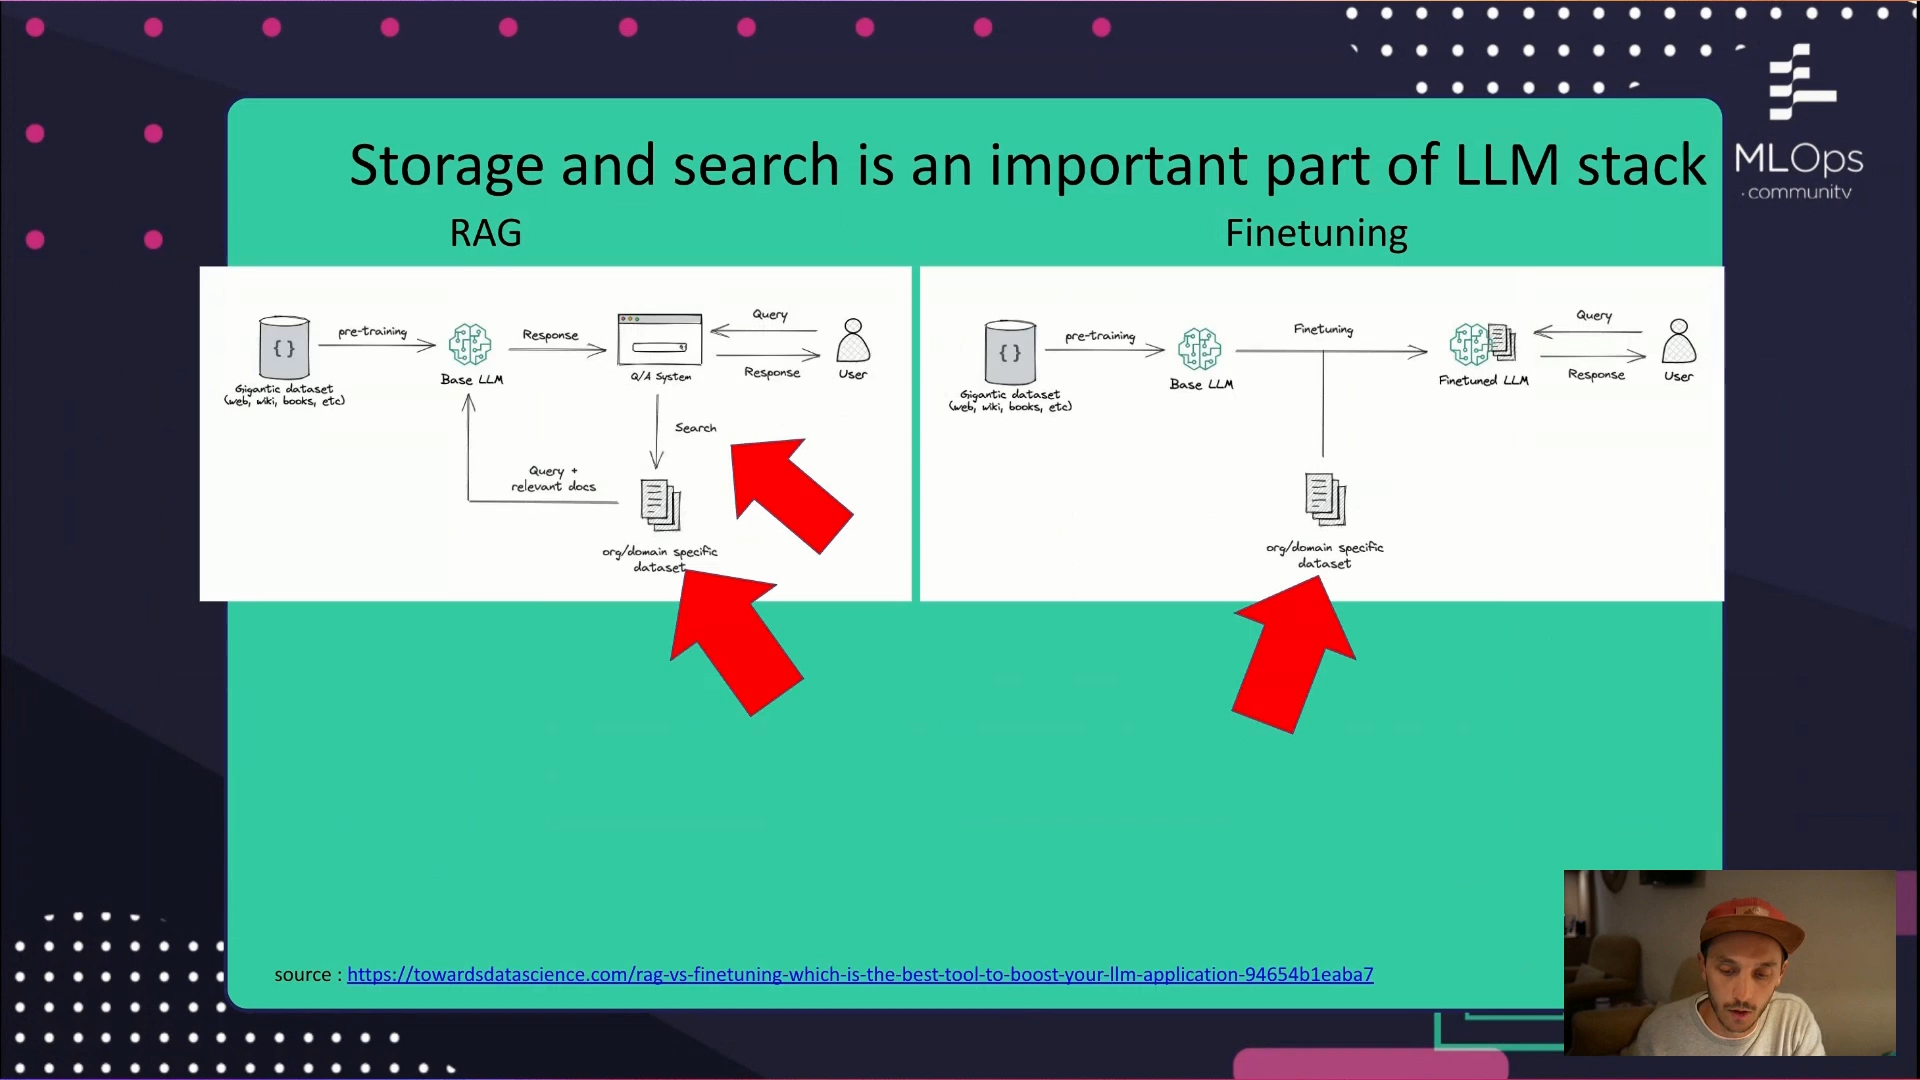 Storage and search is an important part of LLM stack
MLOps
.community
RAG
Finetuning
{ }
pre-training
Response
Query
Response
Gigantic dataset
(web, wiki, books, etc)
Base LLM
Q/A System
User
Search
Query +
relevant docs
org/domain specific
dataset
{ }
pre-training
Finetuning
Query
Response
Gigantic dataset
(web, wiki, books, etc)
Base LLM
Finetuned LLM
User
org/domain specific
dataset
source : https://towardsdatascience.com/rag-vs-finetuning-which-is-the-best-tool-to-boost-your-llm-application-94654b1eaba7